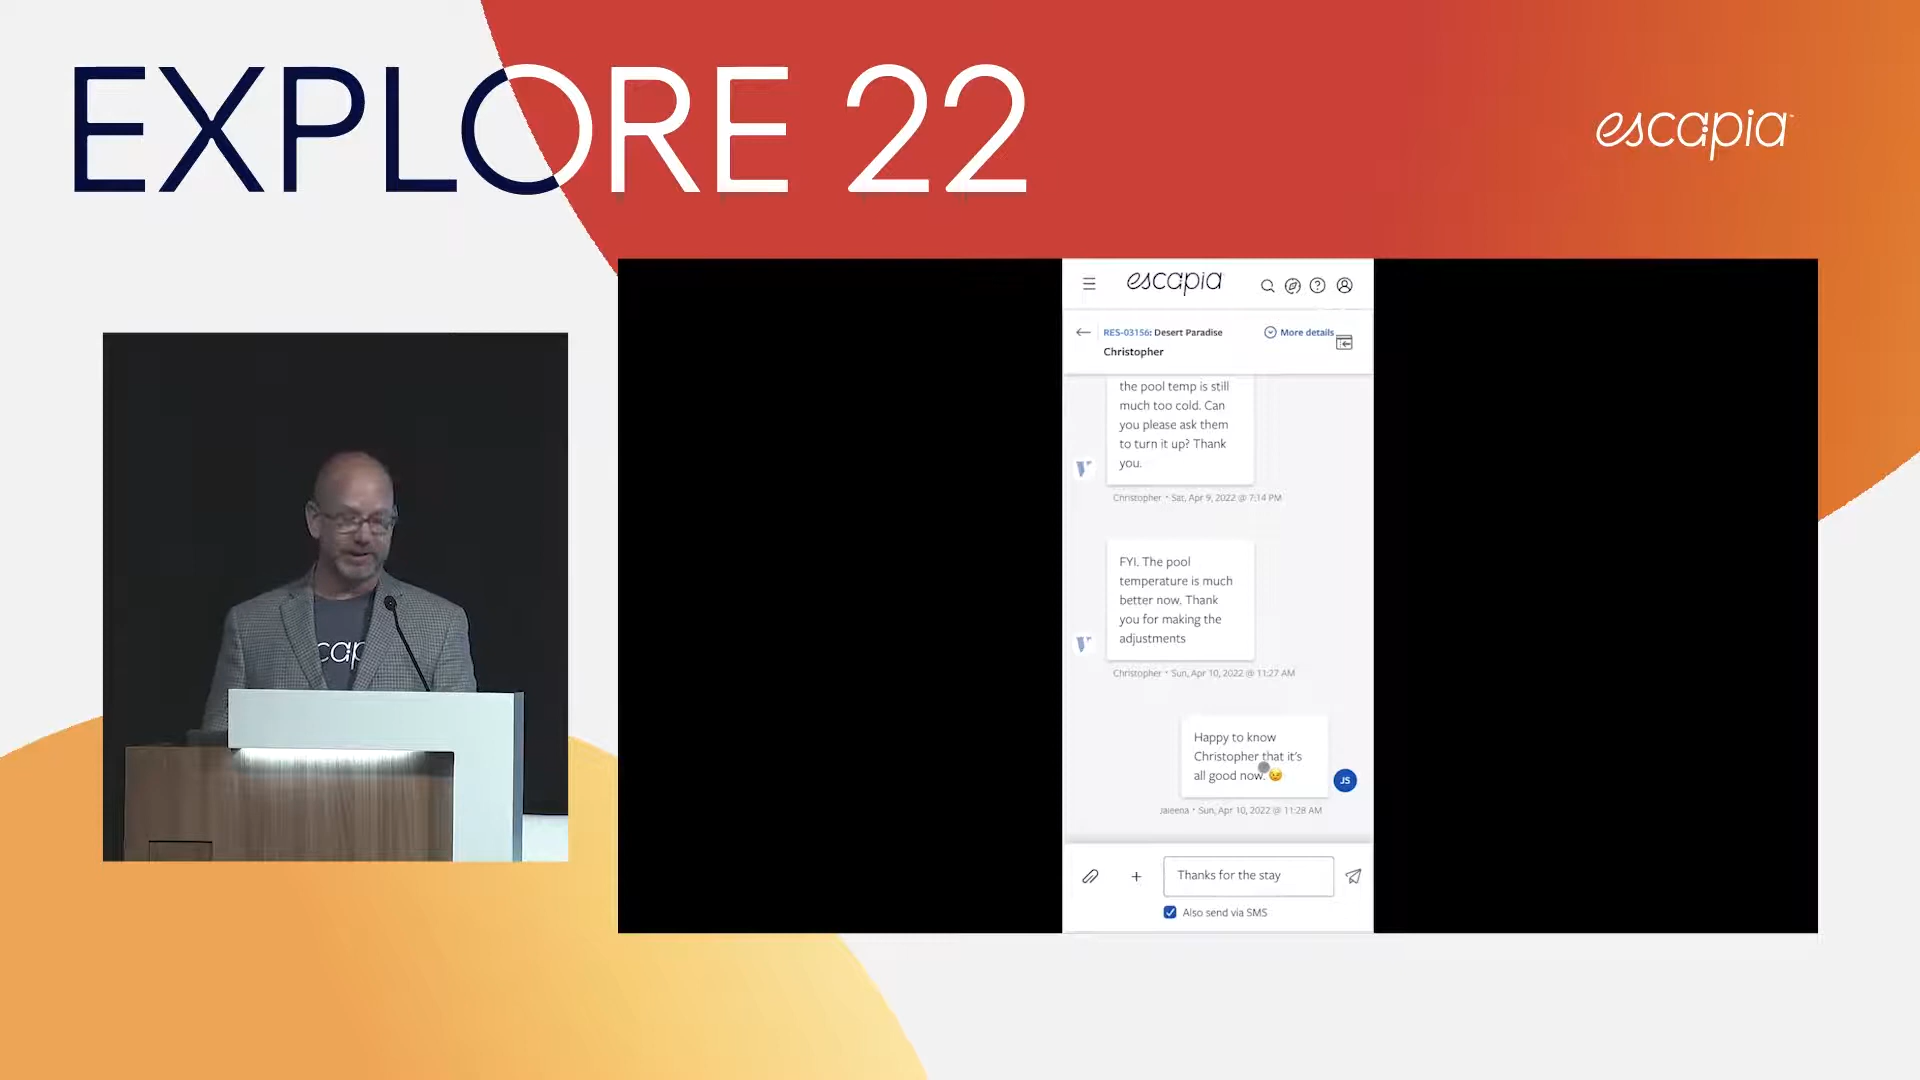 EXPLORE 22
escapia
escapia
RES-03156: Desert Paradise
More details
Christopher
the pool temp is still
much too cold. Can
you please ask them
to turn it up? Thank
you.
Christopher • Sat, Apr 9, 2022 @ 7:14 PM
FYI. The pool
temperature is much
better now. Thank
you for making the
adjustments
Christopher • Sun, Apr 10, 2022 @ 11:27 AM
Happy to know
Christopher that it's
all good now. 😉
JS
Jaleena • Sun, Apr 10, 2022 @ 11:28 AM
Thanks for the stay
Also send via SMS
cap